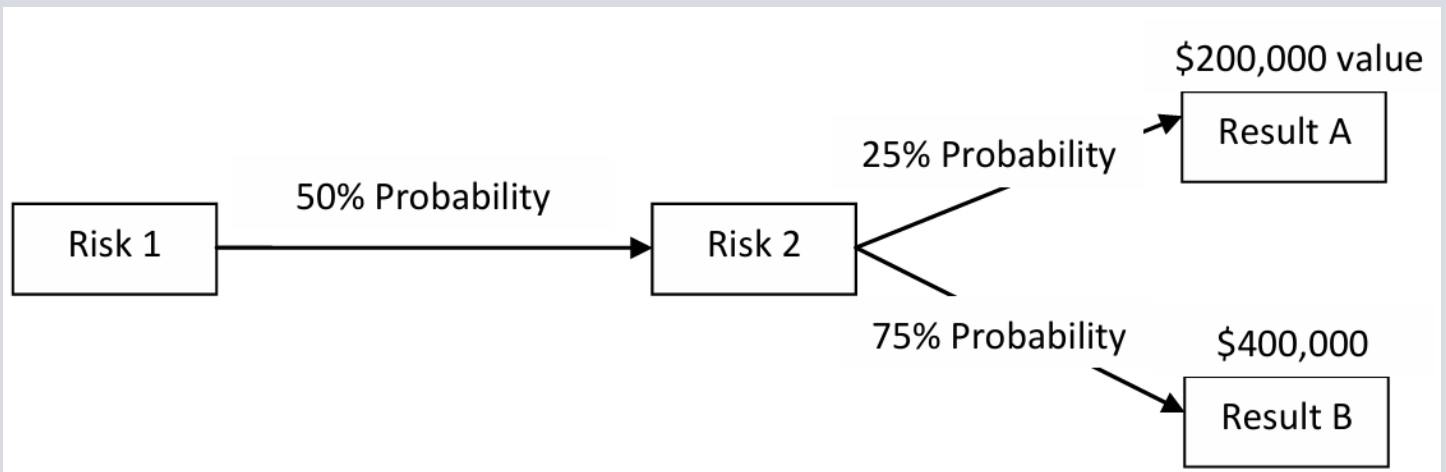 $200,000 value
Result A
25% Probability
50% Probability
Risk 1
Risk 2
75% Probability
$400,000
Result B